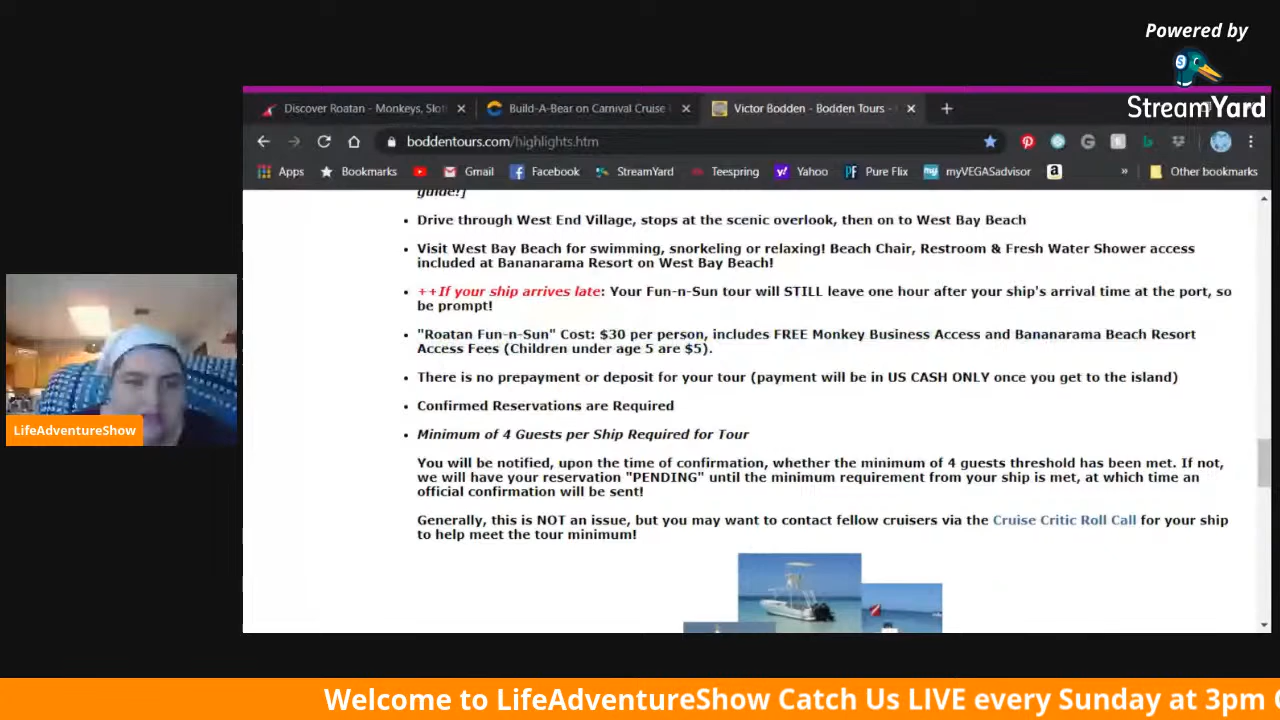 Powered by
StreamYard
Discover Roatan - Monkeys, Slot
Build-A-Bear on Carnival Cruise
Victor Bodden - Bodden Tours -
boddentours.com/highlights.htm
Apps
Bookmarks
Gmail
Facebook
StreamYard
Teespring
Yahoo
Pure Flix
myVEGASadvisor
»
Other bookmarks
guide!]
Drive through West End Village, stops at the scenic overlook, then on to West Bay Beach
Visit West Bay Beach for swimming, snorkeling or relaxing! Beach Chair, Restroom & Fresh Water Shower access
included at Bananarama Resort on West Bay Beach!
++If your ship arrives late: Your Fun-n-Sun tour will STILL leave one hour after your ship's arrival time at the port, so
be prompt!
"Roatan Fun-n-Sun" Cost: $30 per person, includes FREE Monkey Business Access and Bananarama Beach Resort
Access Fees (Children under age 5 are $5).
There is no prepayment or deposit for your tour (payment will be in US CASH ONLY once you get to the island)
Confirmed Reservations are Required
Minimum of 4 Guests per Ship Required for Tour
You will be notified, upon the time of confirmation, whether the minimum of 4 guests threshold has been met. If not,
we will have your reservation "PENDING" until the minimum requirement from your ship is met, at which time an
official confirmation will be sent!
Generally, this is NOT an issue, but you may want to contact fellow cruisers via the Cruise Critic Roll Call for your ship
to help meet the tour minimum!
LifeAdventureShow
Welcome to LifeAdventureShow Catch Us LIVE every Sunday at 3pm